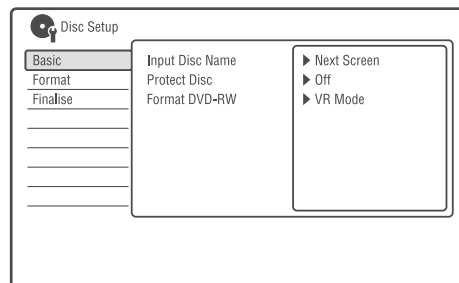 Disc Setup
Basic
Format
Finalise
Input Disc Name
Protect Disc
Format DVD-RW
Next Screen
Off
VR Mode